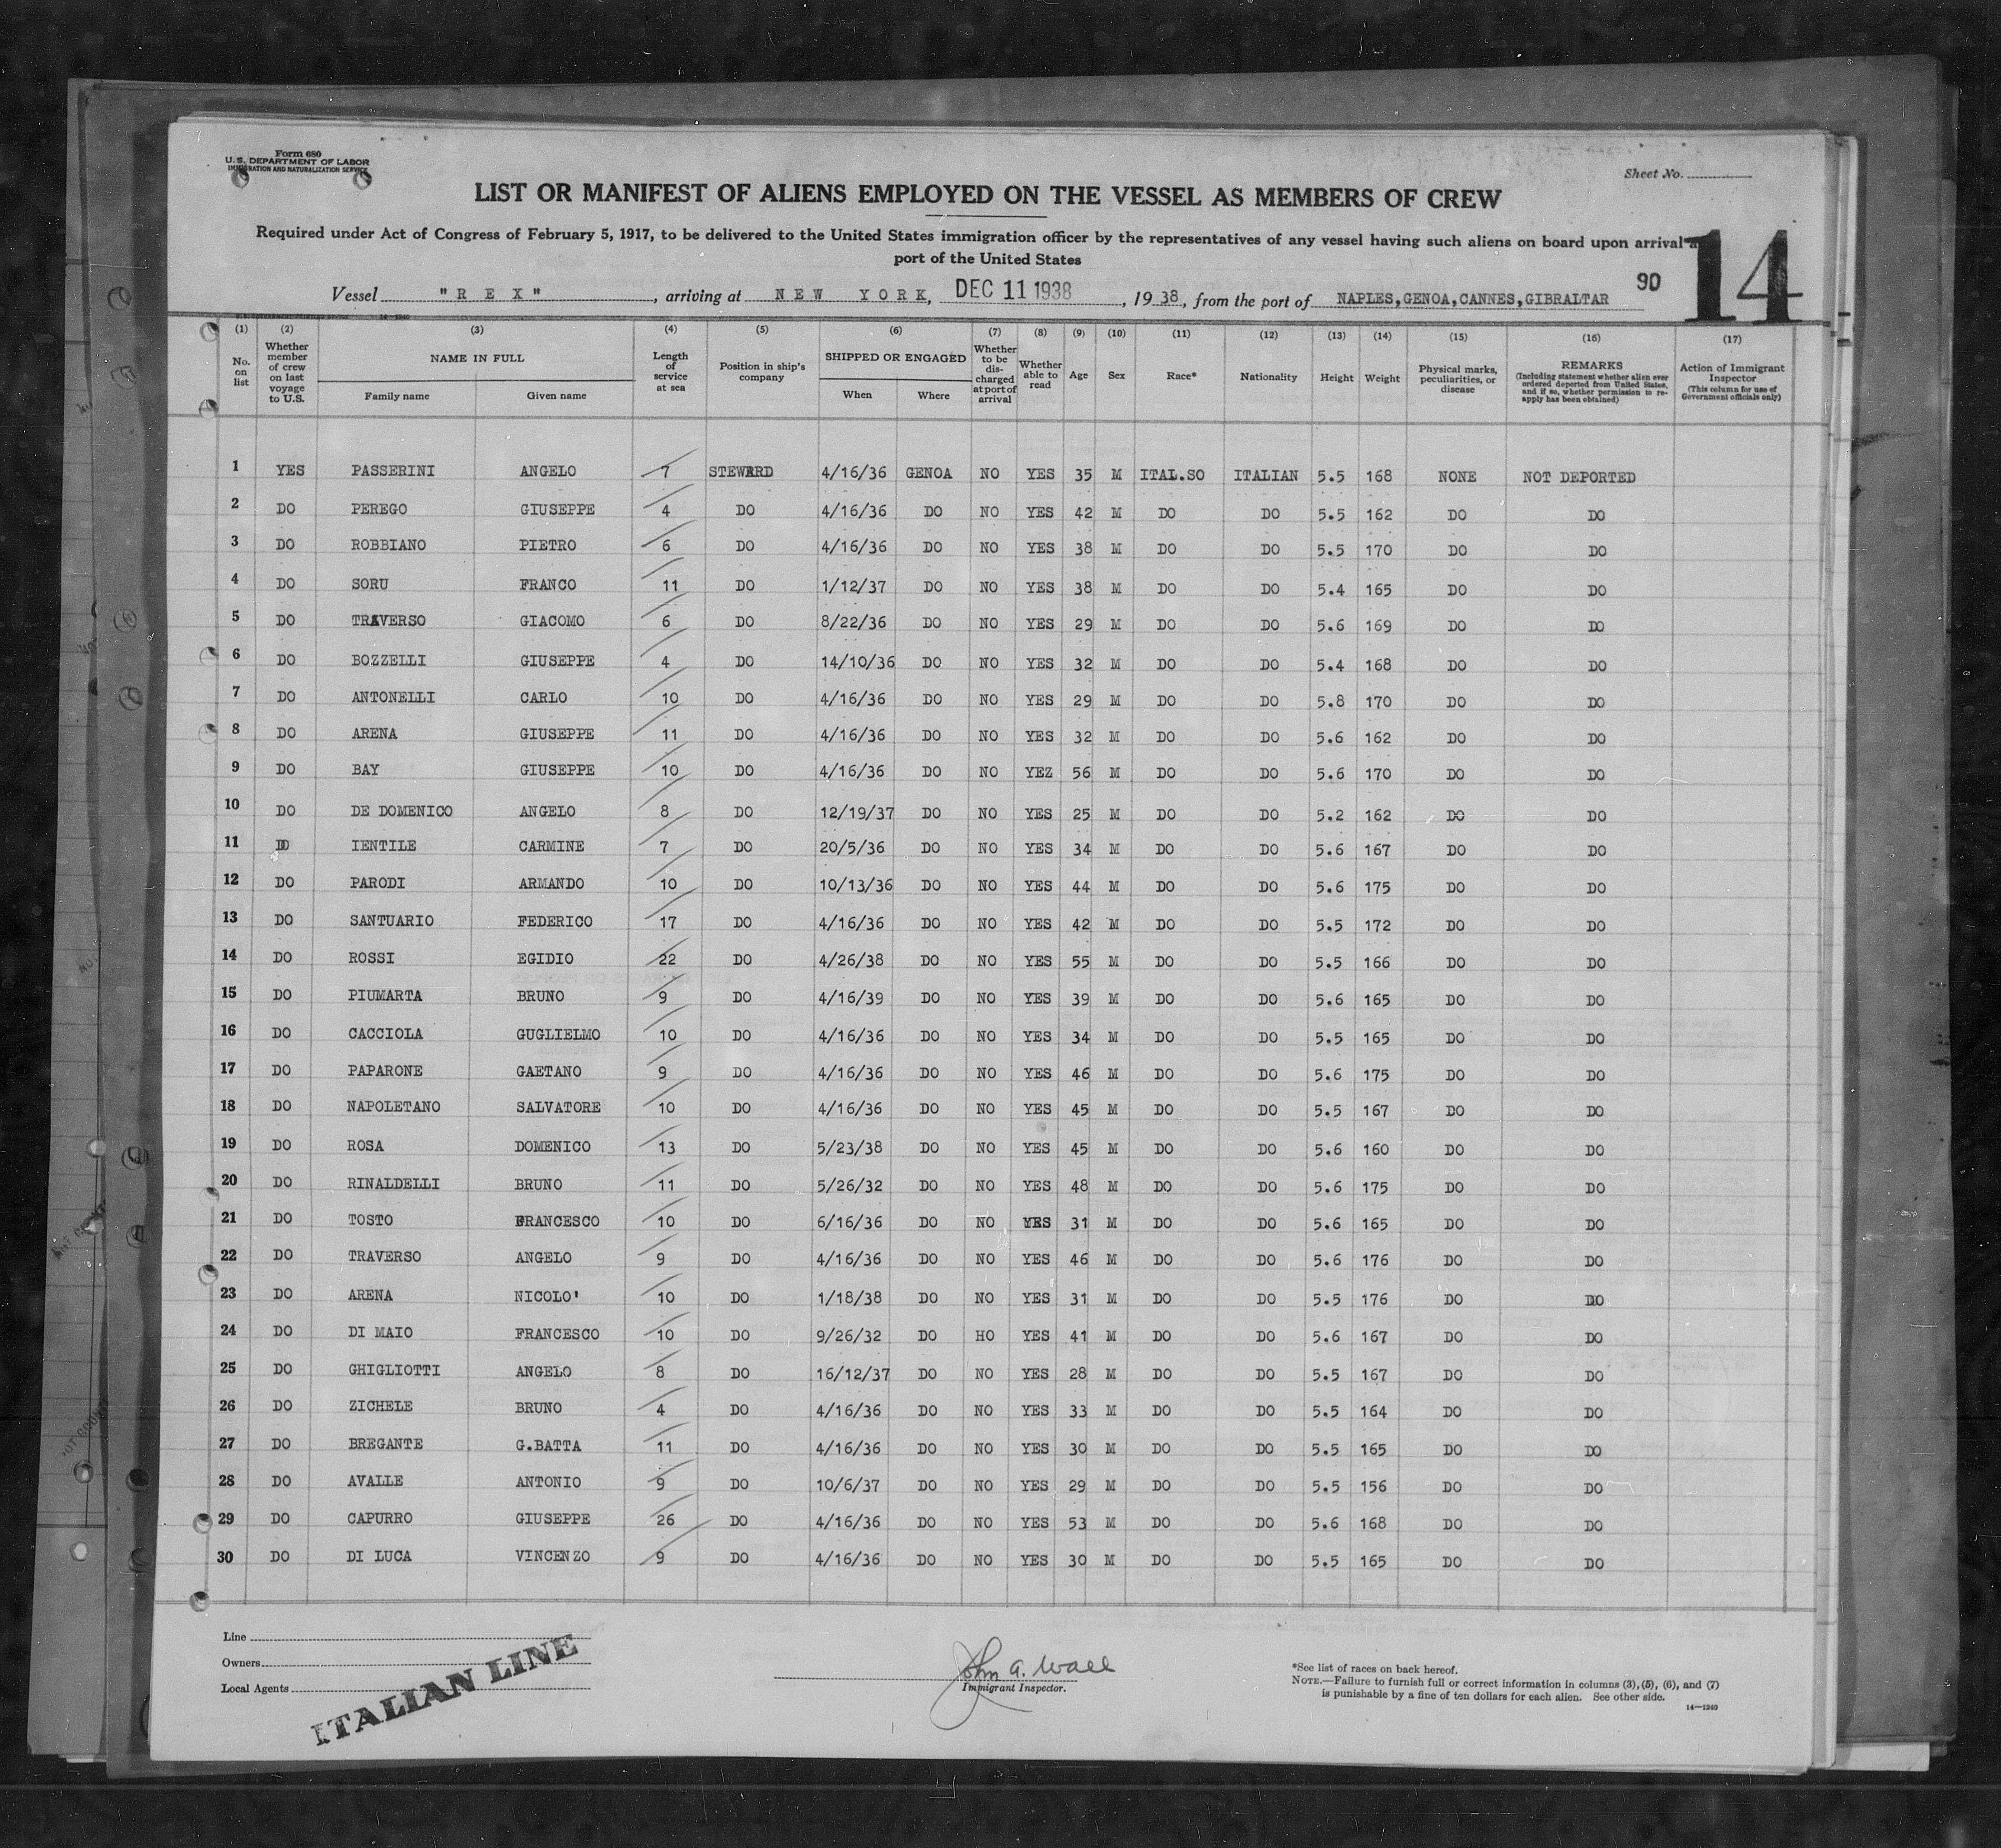 Form 680
U.S. DEPARTMENT OF LABOR
IMMIGRATION AND NATURALIZATION SERVICE
Sheet No.
LIST OR MANIFEST OF ALIENS EMPLOYED ON THE VESSEL AS MEMBERS OF CREW
Required under Act of Congress of February 5, 1917, to be delivered to the United States immigration officer by the representatives of any vessel having such aliens on board upon arrival
port of the United States
14
90
Vessel "REX", arriving at NEW YORK, DEC 11 1938, 1938, from the port of NAPLES,GENOA,CANNES,GIBRALTAR
(1) (2) (3) (4) (5) (6) (7) (8) (9) (10) (11) (12) (13) (14) (15) (16) (17)
No. on list
Whether member of crew on last voyage to U.S.
NAME IN FULL
Family name Given name
Length of service at sea
Position in ship's company
SHIPPED OR ENGAGED
When Where
Whether to be discharged at port of arrival
Whether able to read
Age
Sex
Race*
Nationality
Height
Weight
Physical marks, peculiarities, or disease
REMARKS
(Including statement whether alien ever ordered deported from United States, and if so, whether permission to re-apply has been obtained)
Action of Immigrant Inspector
(This column for use of Government officials only)
1 YES PASSERINI ANGELO 7 STEWARD 4/16/36 GENOA NO YES 35 M ITAL.SO ITALIAN 5.5 168 NONE NOT DEPORTED
2 DO PEREGO GIUSEPPE 4 DO 4/16/36 DO NO YES 42 M DO DO 5.5 162 DO DO
3 DO ROBBIANO PIETRO 6 DO 4/16/36 DO NO YES 38 M DO DO 5.5 170 DO DO
4 DO SORU FRANCO 11 DO 1/12/37 DO NO YES 38 M DO DO 5.4 165 DO DO
5 DO TRAVERSO GIACOMO 6 DO 8/22/36 DO NO YES 29 M DO DO 5.6 169 DO DO
6 DO BOZZELLI GIUSEPPE 4 DO 14/10/36 DO NO YES 32 M DO DO 5.4 168 DO DO
7 DO ANTONELLI CARLO 10 DO 4/16/36 DO NO YES 29 M DO DO 5.8 170 DO DO
8 DO ARENA GIUSEPPE 11 DO 4/16/36 DO NO YES 32 M DO DO 5.6 162 DO DO
9 DO BAY GIUSEPPE 10 DO 4/16/36 DO NO YEZ 56 M DO DO 5.6 170 DO DO
10 DO DE DOMENICO ANGELO 8 DO 12/19/37 DO NO YES 25 M DO DO 5.2 162 DO DO
11 DO IENTILE CARMINE 7 DO 20/5/36 DO NO YES 34 M DO DO 5.6 167 DO DO
12 DO PARODI ARMANDO 10 DO 10/13/36 DO NO YES 44 M DO DO 5.6 175 DO DO
13 DO SANTUARIO FEDERICO 17 DO 4/16/36 DO NO YES 42 M DO DO 5.5 172 DO DO
14 DO ROSSI EGIDIO 22 DO 4/26/38 DO NO YES 55 M DO DO 5.5 166 DO DO
15 DO PIUMARTA BRUNO 9 DO 4/16/39 DO NO YES 39 M DO DO 5.6 165 DO DO
16 DO CACCIOLA GUGLIELMO 10 DO 4/16/36 DO NO YES 34 M DO DO 5.5 165 DO DO
17 DO PAPARONE GAETANO 9 DO 4/16/36 DO NO YES 46 M DO DO 5.6 175 DO DO
18 DO NAPOLETANO SALVATORE 10 DO 4/16/36 DO NO YES 45 M DO DO 5.5 167 DO DO
19 DO ROSA DOMENICO 13 DO 5/23/38 DO NO YES 45 M DO DO 5.6 160 DO DO
20 DO RINALDELLI BRUNO 11 DO 5/26/32 DO NO YES 48 M DO DO 5.6 175 DO DO
21 DO TOSTO FRANCESCO 10 DO 6/16/36 DO NO YES 31 M DO DO 5.6 165 DO DO
22 DO TRAVERSO ANGELO 9 DO 4/16/36 DO NO YES 46 M DO DO 5.6 176 DO DO
23 DO ARENA NICOLO' 10 DO 1/18/38 DO NO YES 31 M DO DO 5.5 176 DO DO
24 DO DI MAIO FRANCESCO 10 DO 9/26/32 DO HO YES 41 M DO DO 5.6 167 DO DO
25 DO GHIGLIOTTI ANGELO 8 DO 16/12/37 DO NO YES 28 M DO DO 5.5 167 DO DO
26 DO ZICHELE BRUNO 4 DO 4/16/36 DO NO YES 33 M DO DO 5.5 164 DO DO
27 DO BREGANTE G.BATTA 11 DO 4/16/36 DO NO YES 30 M DO DO 5.5 165 DO DO
28 DO AVALLE ANTONIO 9 DO 10/6/37 DO NO YES 29 M DO DO 5.5 156 DO DO
29 DO CAPURRO GIUSEPPE 26 DO 4/16/36 DO NO YES 53 M DO DO 5.6 168 DO DO
30 DO DI LUCA VINCENZO 9 DO 4/16/36 DO NO YES 30 M DO DO 5.5 165 DO DO
Line
Owners
Local Agents
ITALIAN LINE
John A. Wall
Immigrant Inspector.
*See list of races on back hereof.
NOTE.—Failure to furnish full or correct information in columns (3), (5), (6), and (7)
is punishable by a fine of ten dollars for each alien. See other side.
14—1240